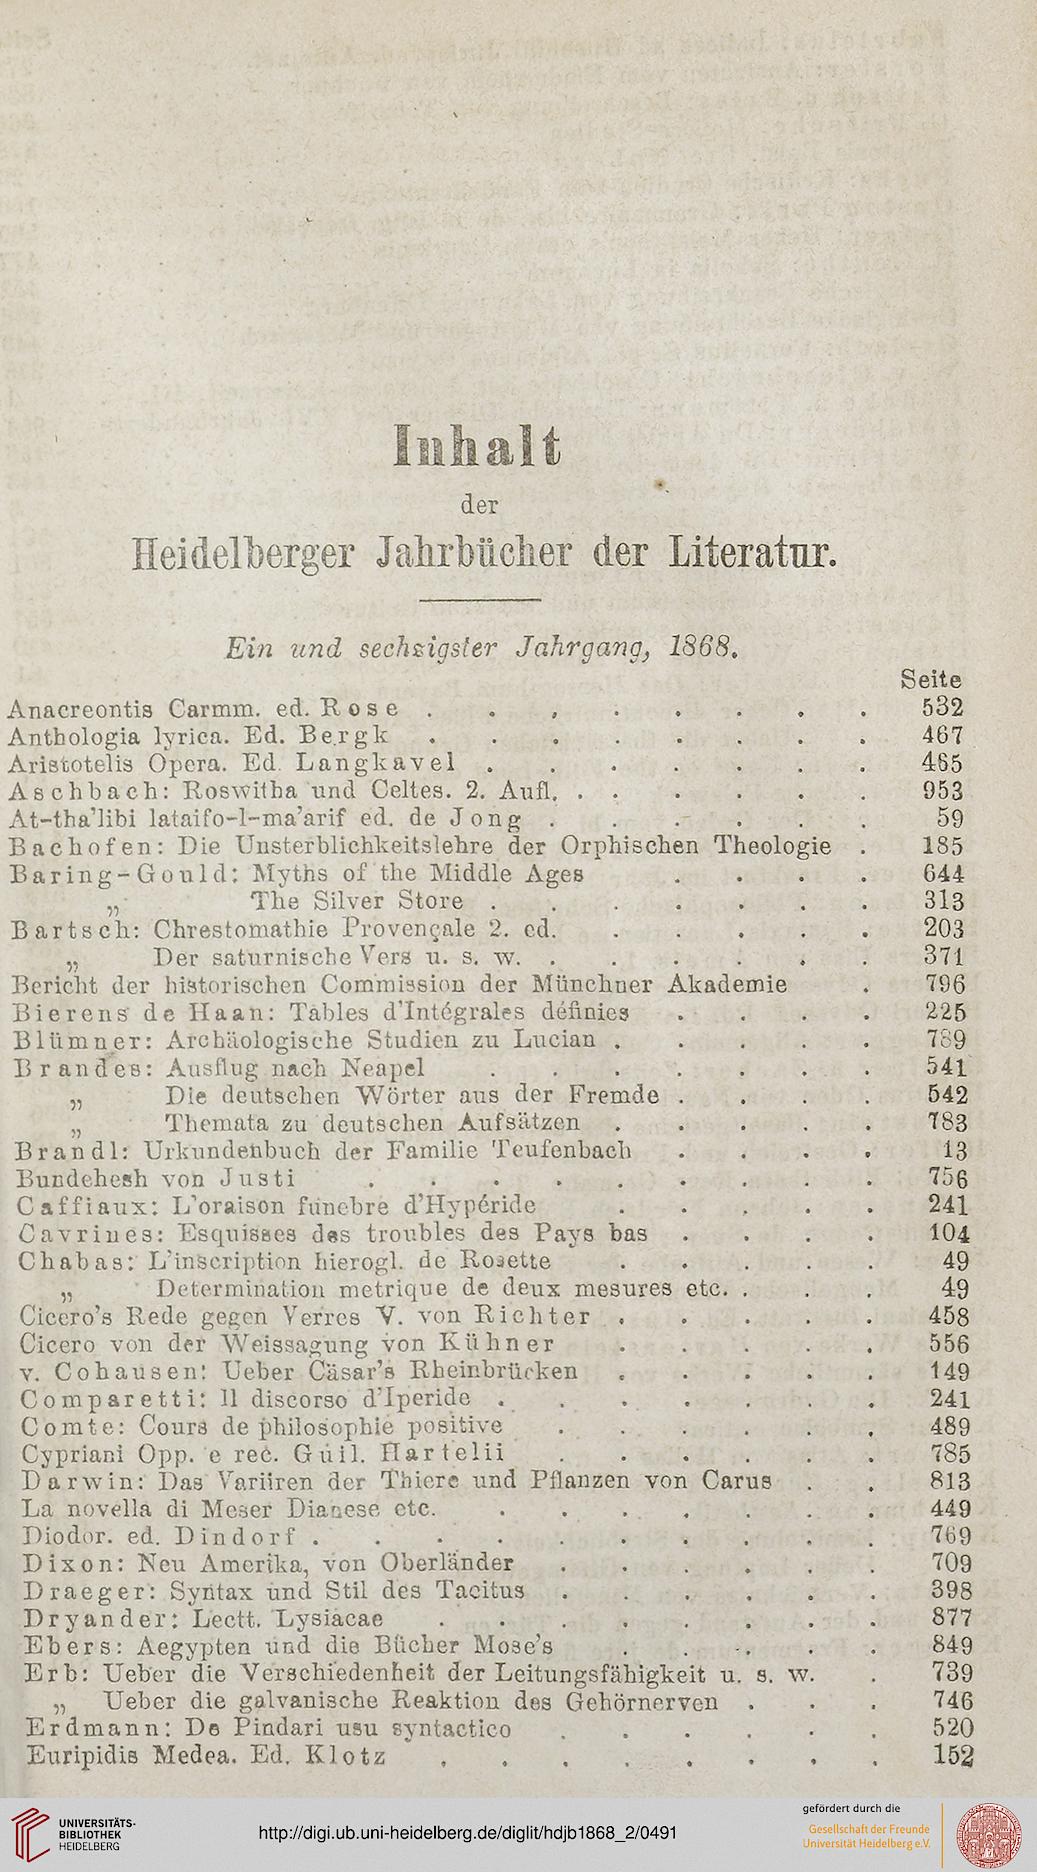 Inhalt
der
Heidelberger Jahrbücher der Literatur.
Ein und sechzigster Jahrgang, 1868.
Seite
Anacreontis Carmm. ed. Rose . . . . . . . . 532
Anthologia lyrica. Ed. Bergk . . . . . . . . 467
Aristotelis Opera. Ed. Langkavel . . . . . . . 465
Aschbach: Roswitha und Celtes. 2. Aufl. . . . . . . 953
At-tha'libi lataifo-l-ma'arif ed. de Jong . . . . . . 59
Bachofen: Die Unsterblichkeitslehre der Orphischen Theologie . 185
Baring-Gould: Myths of the Middle Ages . . . . 644
„ The Silver Store . . . . . . . 313
Bartsch: Chrestomathie Provençale 2. ed. . . . . . 203
„ Der saturnische Vers u. s. w. . . . . . . 371
Bericht der historischen Commission der Münchner Akademie . 796
Bierens de Haan: Tables d'Intégrales définies . . . . 225
Blümner: Archäologische Studien zu Lucian . . . . . 789
Brandes: Ausflug nach Neapel . . . . . . . 541
„ Die deutschen Wörter aus der Fremde . . . . 542
„ Themata zu deutschen Aufsätzen . . . . . 783
Brandl: Urkundenbuch der Familie Teufenbach . . . . 13
Bundehesh von Justi . . . . . . . . . 756
Caffiaux: L'oraison funebre d'Hypéride . . . . . 241
Cavrines: Esquisses des troubles des Pays bas . . . . 104
Chabas: L'inscription hierogl. de Rosette . . . . . 49
„ Determination metrique de deux mesures etc. . . . 49
Cicero's Rede gegen Verres V. von Richter . . . . . 458
Cicero von der Weissagung von Kühner . . . . . 556
v. Cohausen: Ueber Cäsar's Rheinbrücken . . . . . 149
Comparetti: Il discorso d'Iperide . . . . . . . 241
Comte: Cours de philosophie positive . . . . . . 489
Cypriani Opp. e rec. Guil. Hartelii . . . . . . 785
Darwin: Das Variiren der Thiere und Pflanzen von Carus . . 813
La novella di Messer Dianese etc. . . . . . . . 449
Diodor. ed. Dindorf . . . . . . . . . . 769
Dixon: Neu Amerika, von Oberländer . . . . . . 709
Draeger: Syntax und Stil des Tacitus . . . . . . 398
Dryander: Lectt. Lysiacae . . . . . . . . 877
Ebers: Aegypten und die Bücher Mose's . . . . . 849
Erb: Ueber die Verschiedenheit der Leitungsfähigkeit u. s. w. . 739
„ Ueber die galvanische Reaktion des Gehörnerven . . . 746
Erdmann: De Pindari usu syntactico . . . . . . 520
Euripidis Medea. Ed. Klotz . . . . . . . . 152
UNIVERSITÄTS-
BIBLIOTHEK
HEIDELBERG
http://digi.ub.uni-heidelberg.de/diglit/hdjb1868_2/0491
gefördert durch die
Gesellschaft der Freunde
Universität Heidelberg e.V.